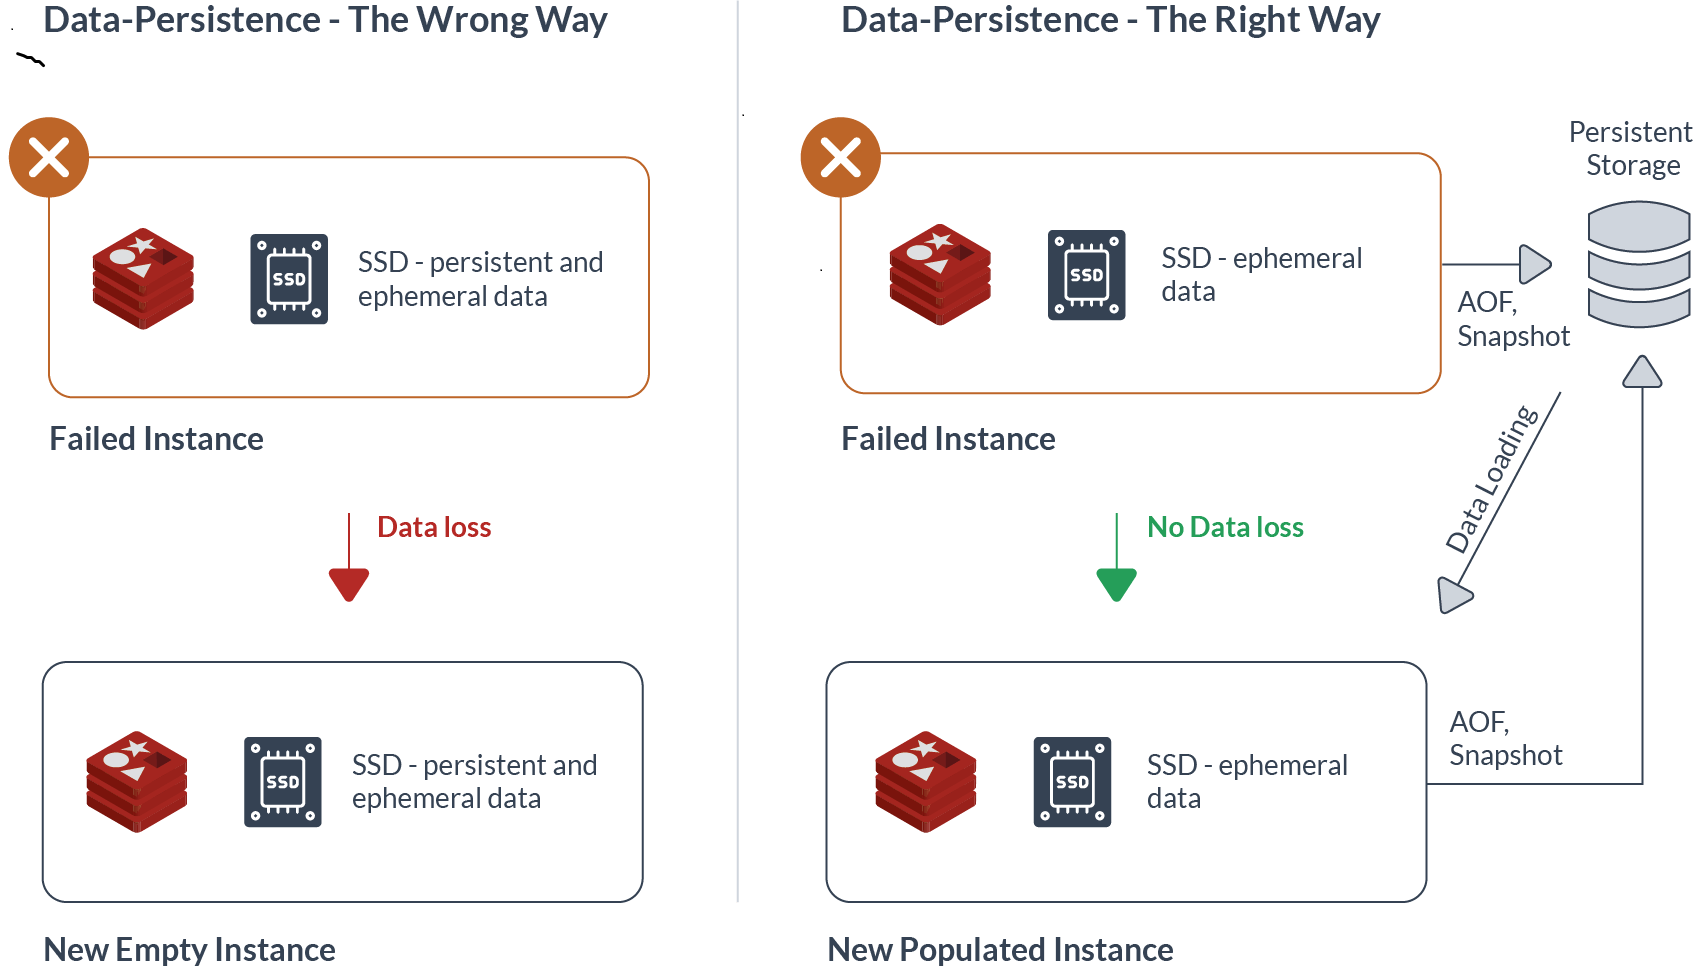 Data-Persistence - The Wrong Way
SSD
SSD - persistent and
ephemeral data
Failed Instance
Data loss
SSD
SSD - persistent and
ephemeral data
New Empty Instance
Data-Persistence - The Right Way
Persistent
Storage
SSD
SSD - ephemeral
data
AOF,
Snapshot
Failed Instance
Data Loading
No Data loss
SSD
SSD - ephemeral
data
AOF,
Snapshot
New Populated Instance